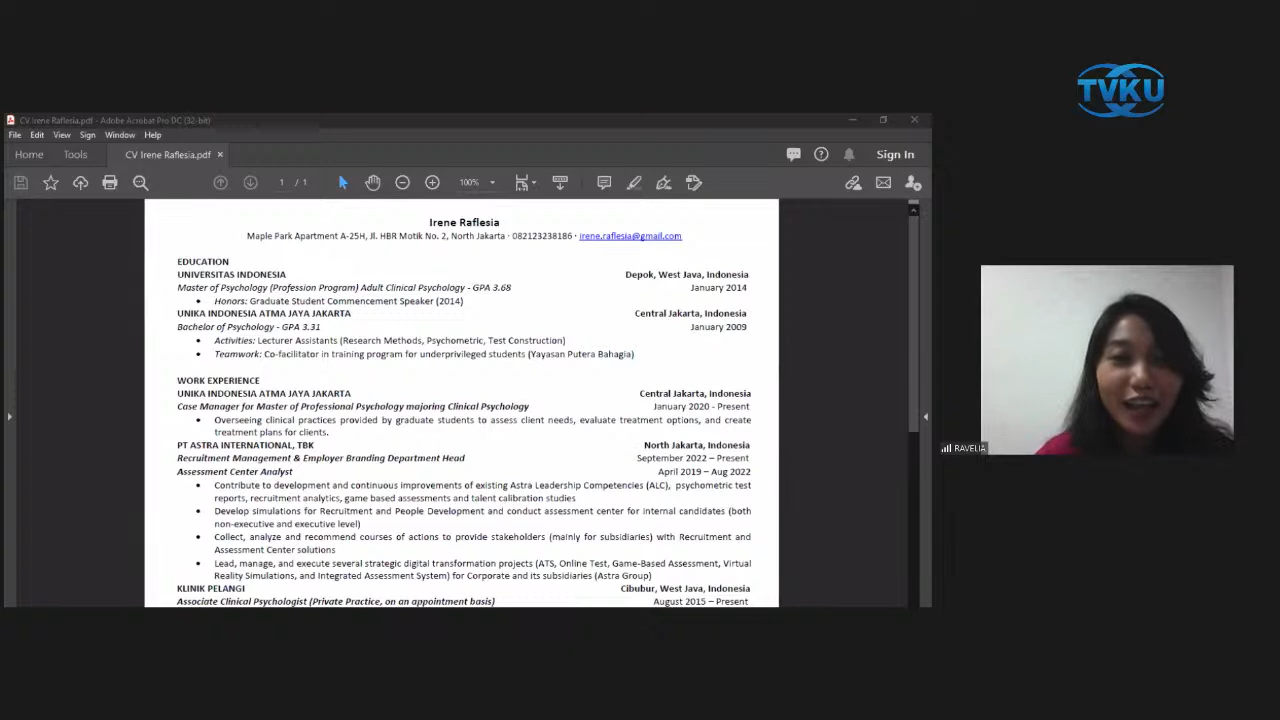 TVKU
CV Irene Raflesia.pdf - Adobe Acrobat Pro DC (32-bit)
File Edit View Sign Window Help
Home Tools CV Irene Raflesia.pdf × Sign In
1 / 1 100%
Irene Raflesia
Maple Park Apartment A-25H, Jl. HBR Motik No. 2, North Jakarta · 082123238186 · irene.raflesia@gmail.com
EDUCATION
UNIVERSITAS INDONESIA Depok, West Java, Indonesia
Master of Psychology (Profession Program) Adult Clinical Psychology - GPA 3.68 January 2014
• Honors: Graduate Student Commencement Speaker (2014)
UNIKA INDONESIA ATMA JAYA JAKARTA Central Jakarta, Indonesia
Bachelor of Psychology - GPA 3.31 January 2009
• Activities: Lecturer Assistants (Research Methods, Psychometric, Test Construction)
• Teamwork: Co-facilitator in training program for underprivileged students (Yayasan Putera Bahagia)
WORK EXPERIENCE
UNIKA INDONESIA ATMA JAYA JAKARTA Central Jakarta, Indonesia
Case Manager for Master of Professional Psychology majoring Clinical Psychology January 2020 - Present
• Overseeing clinical practices provided by graduate students to assess client needs, evaluate treatment options, and create
treatment plans for clients.
PT ASTRA INTERNATIONAL, TBK North Jakarta, Indonesia
Recruitment Management & Employer Branding Department Head September 2022 – Present
Assessment Center Analyst April 2019 – Aug 2022
• Contribute to development and continuous improvements of existing Astra Leadership Competencies (ALC), psychometric test
reports, recruitment analytics, game based assessments and talent calibration studies
• Develop simulations for Recruitment and People Development and conduct assessment center for internal candidates (both
non-executive and executive level)
• Collect, analyze and recommend courses of actions to provide stakeholders (mainly for subsidiaries) with Recruitment and
Assessment Center solutions
• Lead, manage, and execute several strategic digital transformation projects (ATS, Online Test, Game-Based Assessment, Virtual
Reality Simulations, and Integrated Assessment System) for Corporate and its subsidiaries (Astra Group)
KLINIK PELANGI Cibubur, West Java, Indonesia
Associate Clinical Psychologist (Private Practice, on an appointment basis) August 2015 – Present
RAVELIA